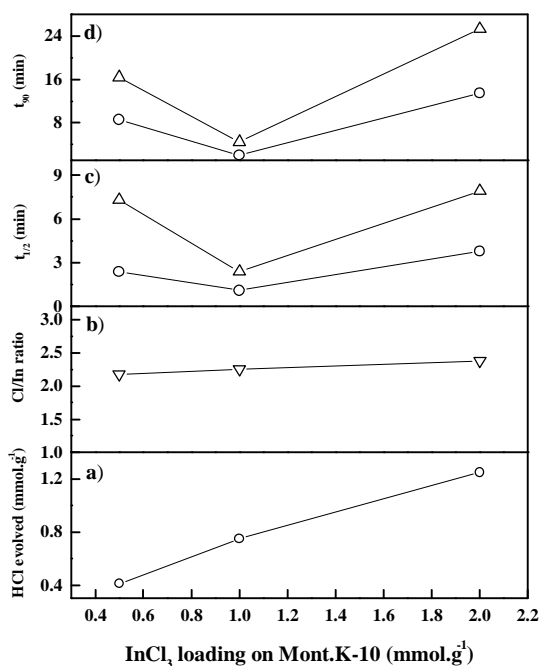 d)
t90 (min)
24
16
8
c)
t1/2 (min)
9
6
3
0
b)
Cl/In ratio
3.0
2.5
2.0
1.5
1.0
a)
HCl evolved (mmol.g-1)
1.2
0.8
0.4
0.4 0.6 0.8 1.0 1.2 1.4 1.6 1.8 2.0 2.2
InCl3 loading on Mont.K-10 (mmol.g-1)